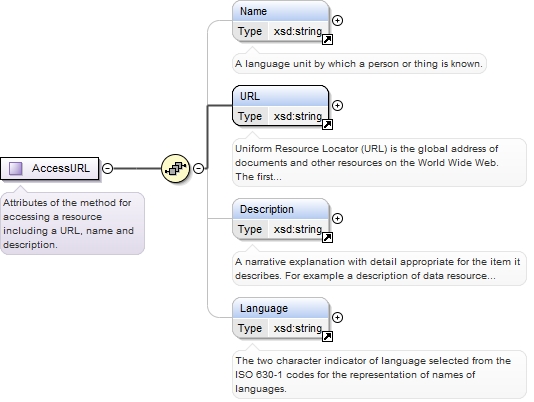 Name
Type xsd:string
A language unit by which a person or thing is known.
URL
Type xsd:string
Uniform Resource Locator (URL) is the global address of
documents and other resources on the World Wide Web.
The first...
AccessURL
Attributes of the method for
accessing a resource
including a URL, name and
description.
Description
Type xsd:string
A narrative explanation with detail appropriate for the item it
describes. For example a description of data resource...
Language
Type xsd:string
The two character indicator of language selected from the
ISO 630-1 codes for the representation of names of
languages.